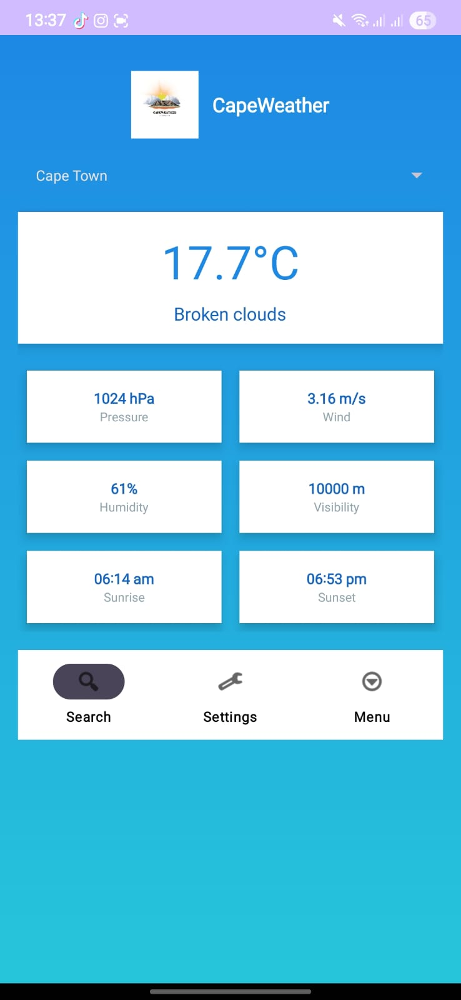 13:37
65
CAPEWEATHER
CapeWeather
Cape Town
17.7°C
Broken clouds
1024 hPa
Pressure
3.16 m/s
Wind
61%
Humidity
10000 m
Visibility
06:14 am
Sunrise
06:53 pm
Sunset
Search
Settings
Menu